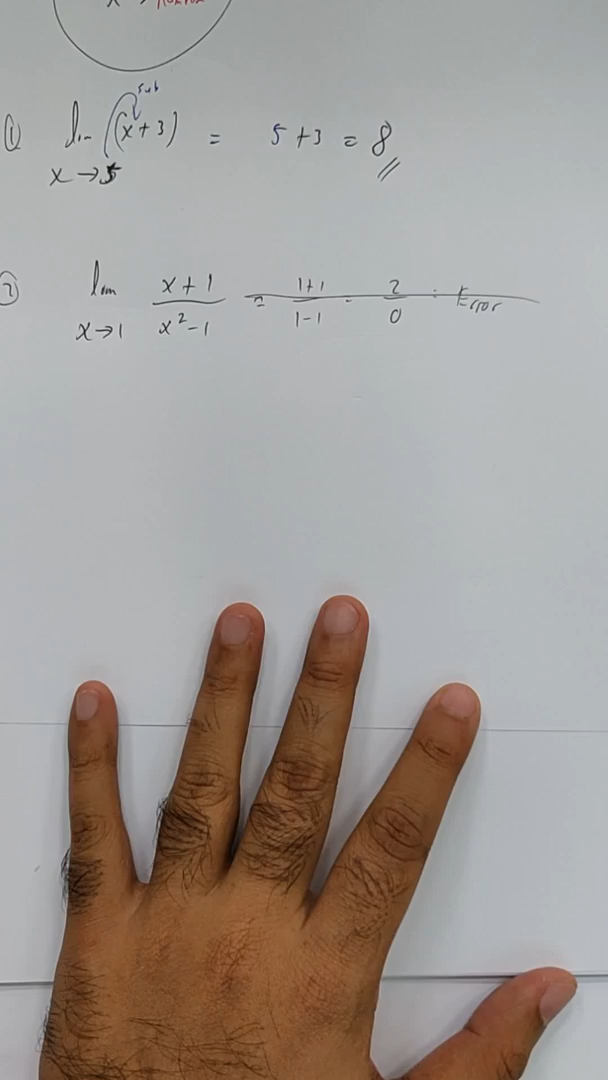 sub
① lim x→5 (x+3) = 5+3 = 8
② lim x→1 x+1/x²-1 = 1+1/1-1 = 2/0 = Error